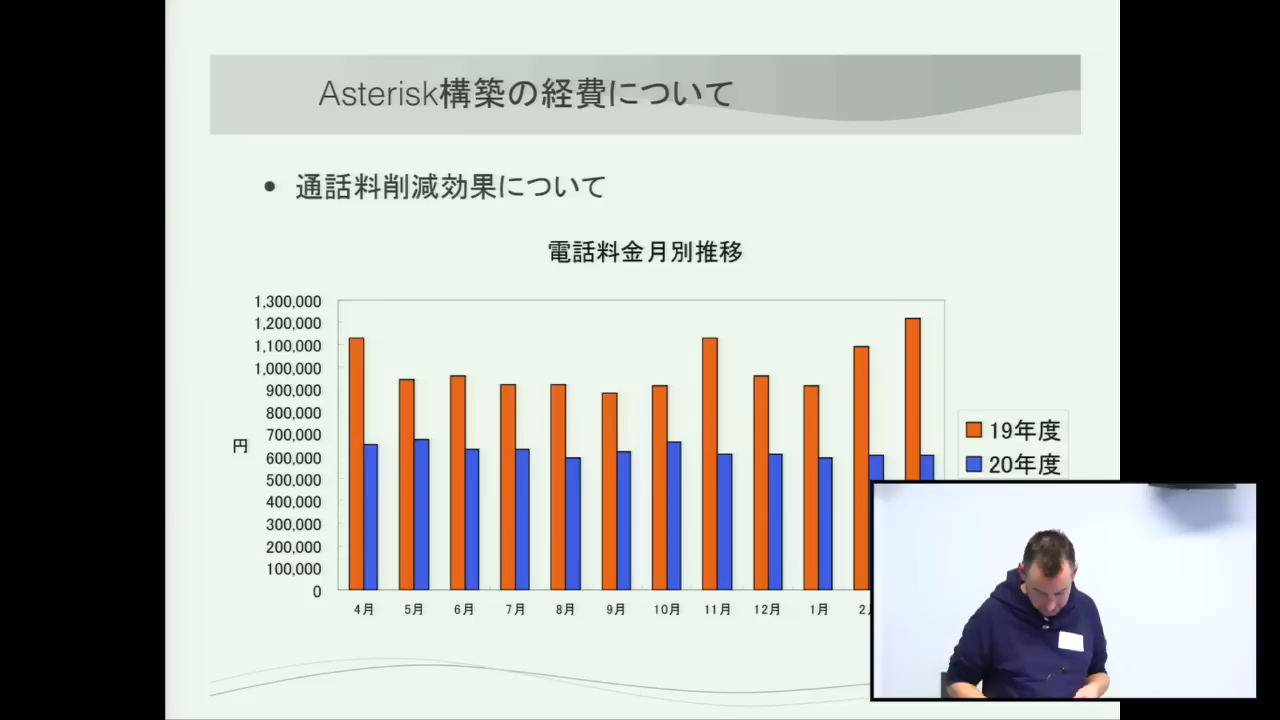 Asterisk構築の経費について
• 通話料削減効果について
電話料金月別推移
1,300,000
1,200,000
1,100,000
1,000,000
900,000
800,000
700,000
600,000
500,000
400,000
300,000
200,000
100,000
0
円
4月 5月 6月 7月 8月 9月 10月 11月 12月 1月 2
19年度
20年度